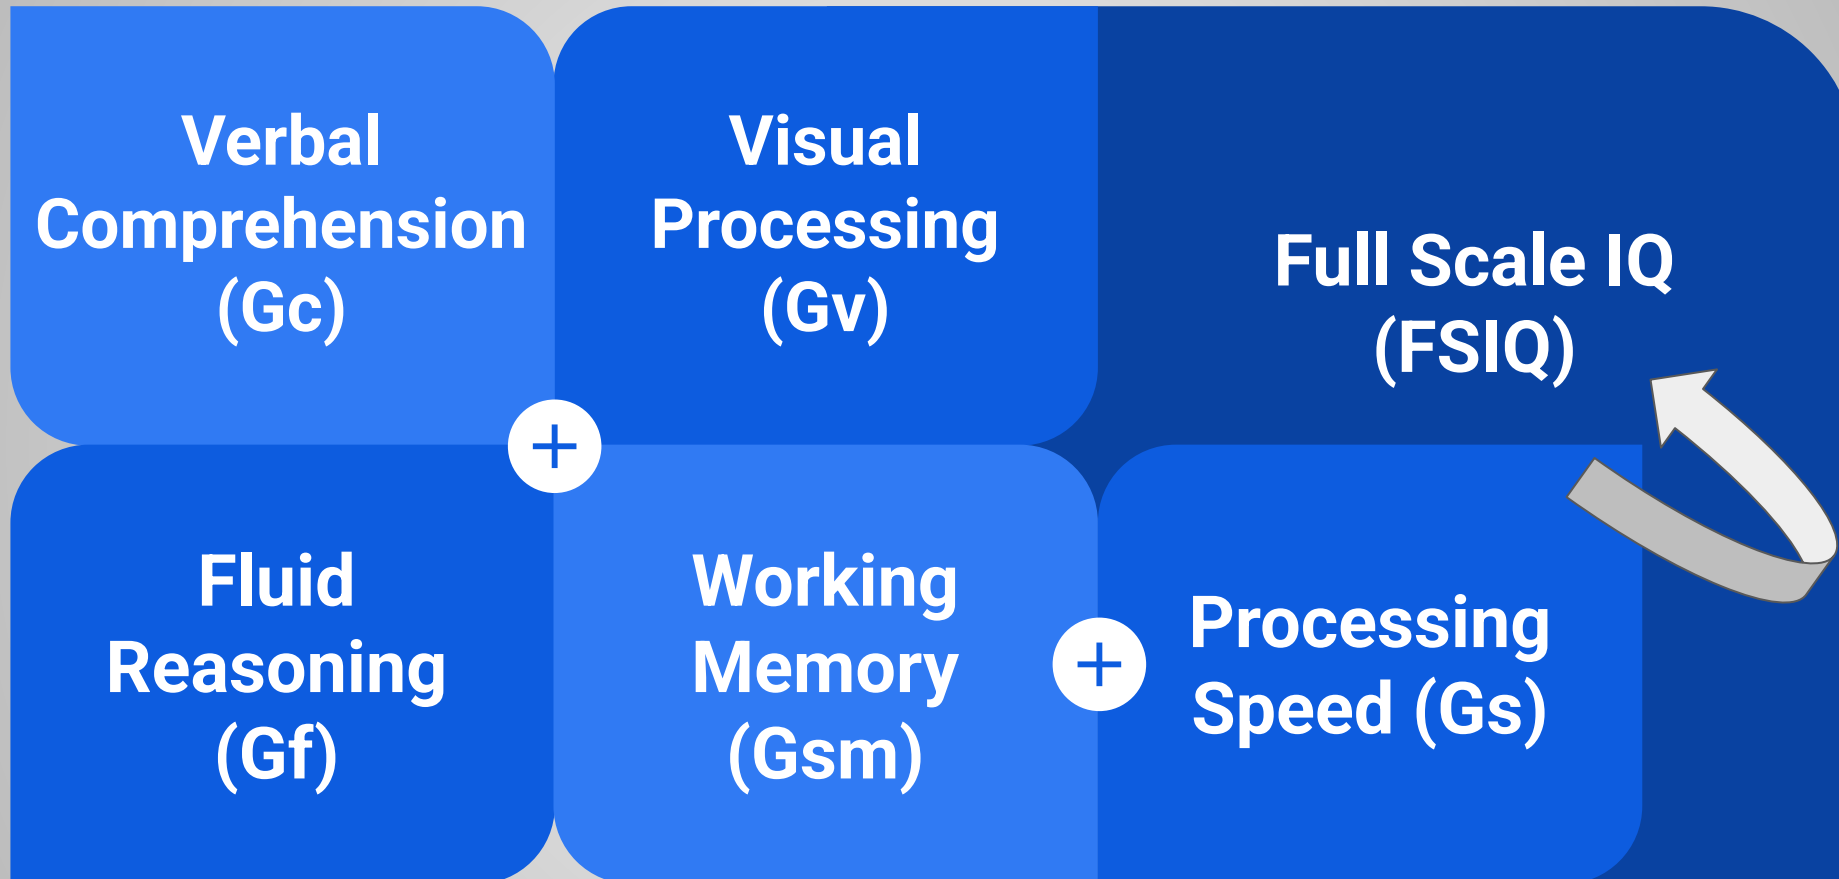 Verbal
Comprehension
(Gc)
Visual
Processing
(Gv)
Full Scale IQ
(FSIQ)
+
Fluid
Reasoning
(Gf)
Working
Memory
(Gsm)
+
Processing
Speed (Gs)